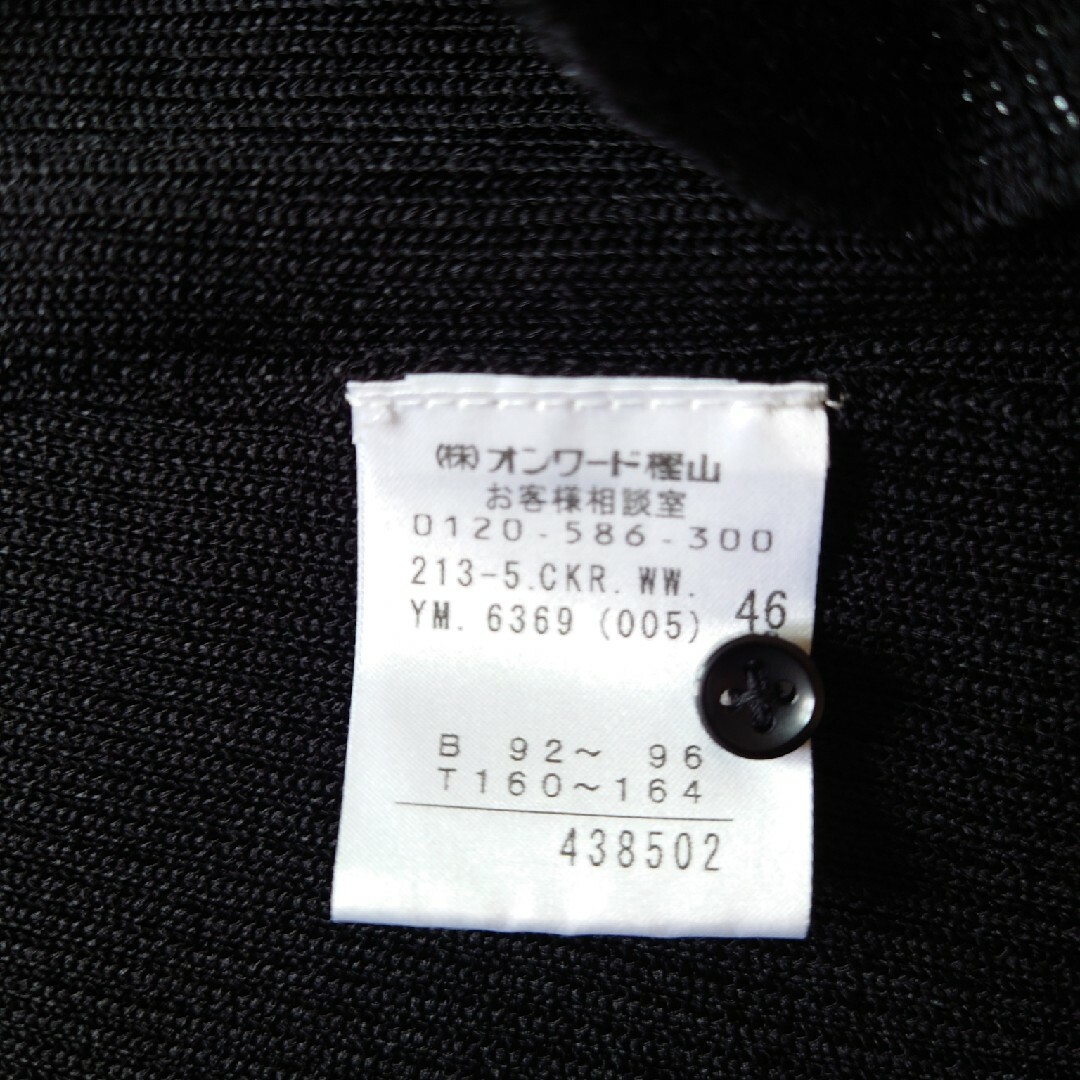 (株)オンワード樫山
お客様相談室
0120-586-300
213-5.CKR.WW.
YM.6369(005) 46
B 92～ 96
T160～164
438502